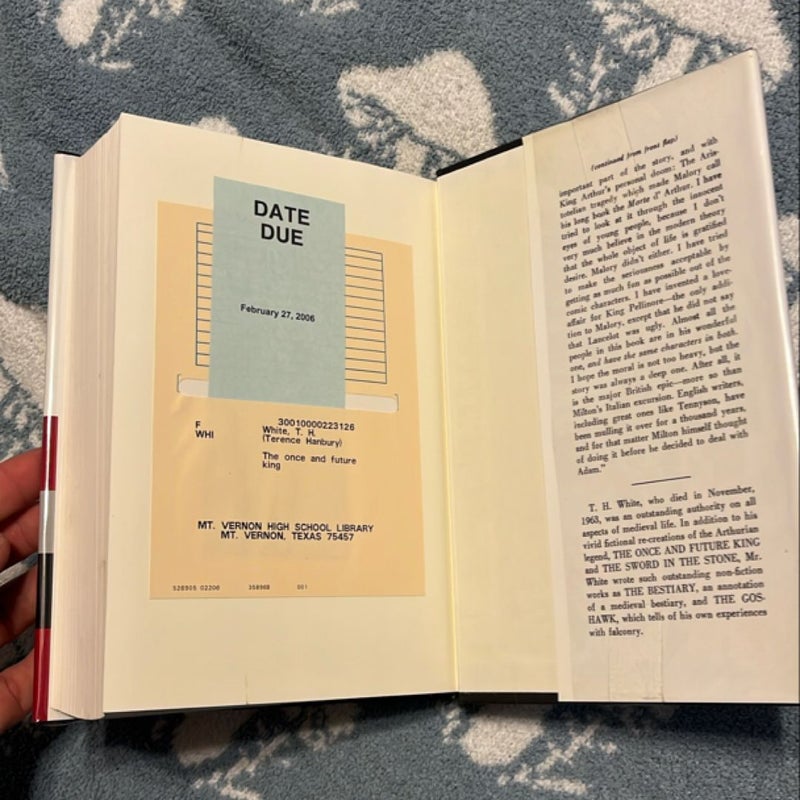 DATE
DUE
February 27, 2006
30010000223126
F White, T. H.
WHI (Terence Hanbury)
The once and future
king
MT. VERNON HIGH SCHOOL LIBRARY
MT. VERNON, TEXAS 75457
528905 02206 35896B 001
(continued from front flap)
important part of the story, and with
King Arthur's personal doom: The Aris-
totelian tragedy which made Malory call
his long book the Morte d' Arthur. I have
tried to look at it through the innocent
eyes of young people, because I don't
very much believe in the modern theory
that the whole object of life is gratified
desire. Malory didn't either. I have tried
to make the seriousness acceptable by
getting as much fun as possible out of the
comic characters. I have invented a love-
affair for King Pellinore—the only addi-
tion to Malory, except that he did not say
that Lancelot was ugly. Almost all the
people in this book are in his wonderful
one, and have the same characters in both.
I hope the moral is not too heavy, but the
story was always a deep one. After all, it
is the major British epic—more so than
Milton's Italian excursion. English writers,
including great ones like Tennyson, have
been mulling it over for a thousand years,
and for that matter Milton himself thought
of doing it before he decided to deal with
Adam."
T. H. White, who died in November,
1963, was an outstanding authority on all
aspects of medieval life. In addition to his
vivid fictional re-creations of the Arthurian
legend, THE ONCE AND FUTURE KING
and THE SWORD IN THE STONE, Mr.
White wrote such outstanding non-fiction
works as THE BESTIARY, an annotation
of a medieval bestiary, and THE GOS-
HAWK, which tells of his own experiences
with falconry.